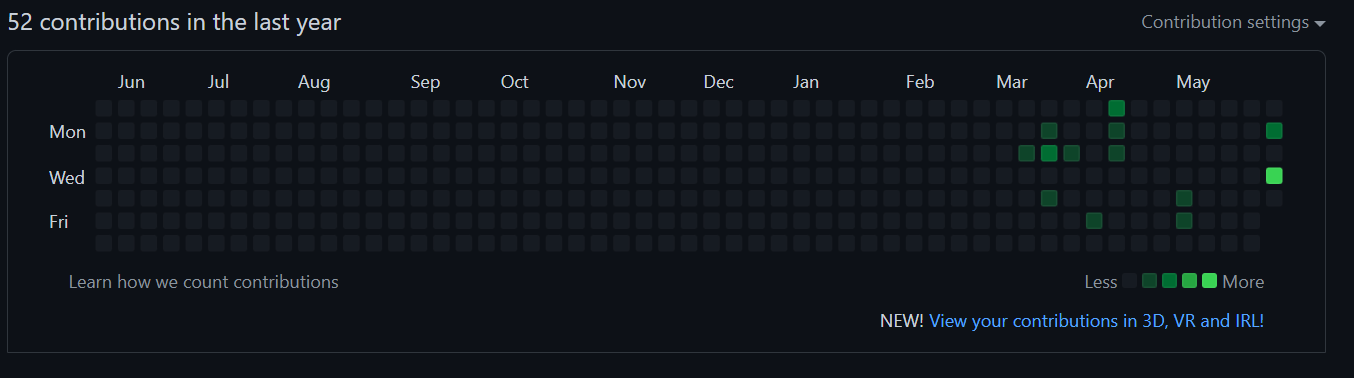 52 contributions in the last year
Contribution settings
Jun Jul Aug Sep Oct Nov Dec Jan Feb Mar Apr May
Mon
Wed
Fri
Learn how we count contributions
Less More
NEW! View your contributions in 3D, VR and IRL!